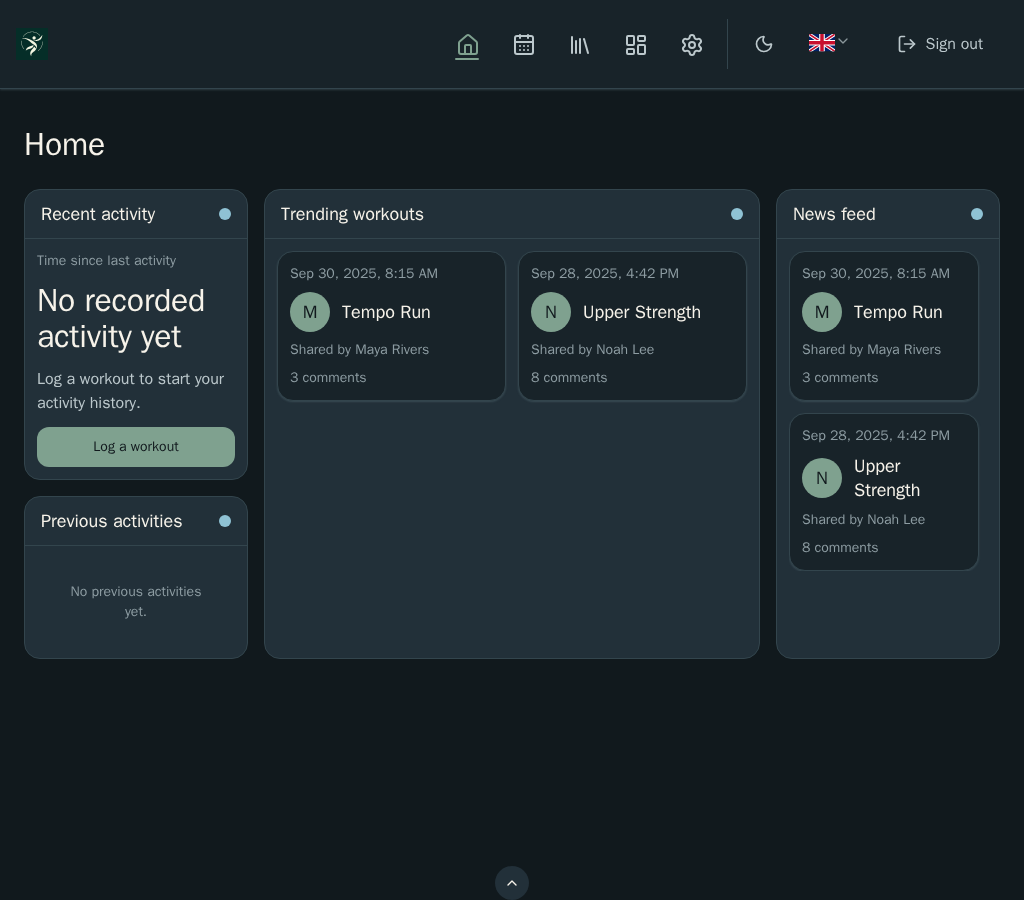 Sign out
Home
Recent activity
Time since last activity
No recorded
activity yet
Log a workout to start your
activity history.
Log a workout
Previous activities
No previous activities
yet.
Trending workouts
Sep 30, 2025, 8:15 AM
M
Tempo Run
Shared by Maya Rivers
3 comments
Sep 28, 2025, 4:42 PM
N
Upper Strength
Shared by Noah Lee
8 comments
News feed
Sep 30, 2025, 8:15 AM
M
Tempo Run
Shared by Maya Rivers
3 comments
Sep 28, 2025, 4:42 PM
N
Upper
Strength
Shared by Noah Lee
8 comments